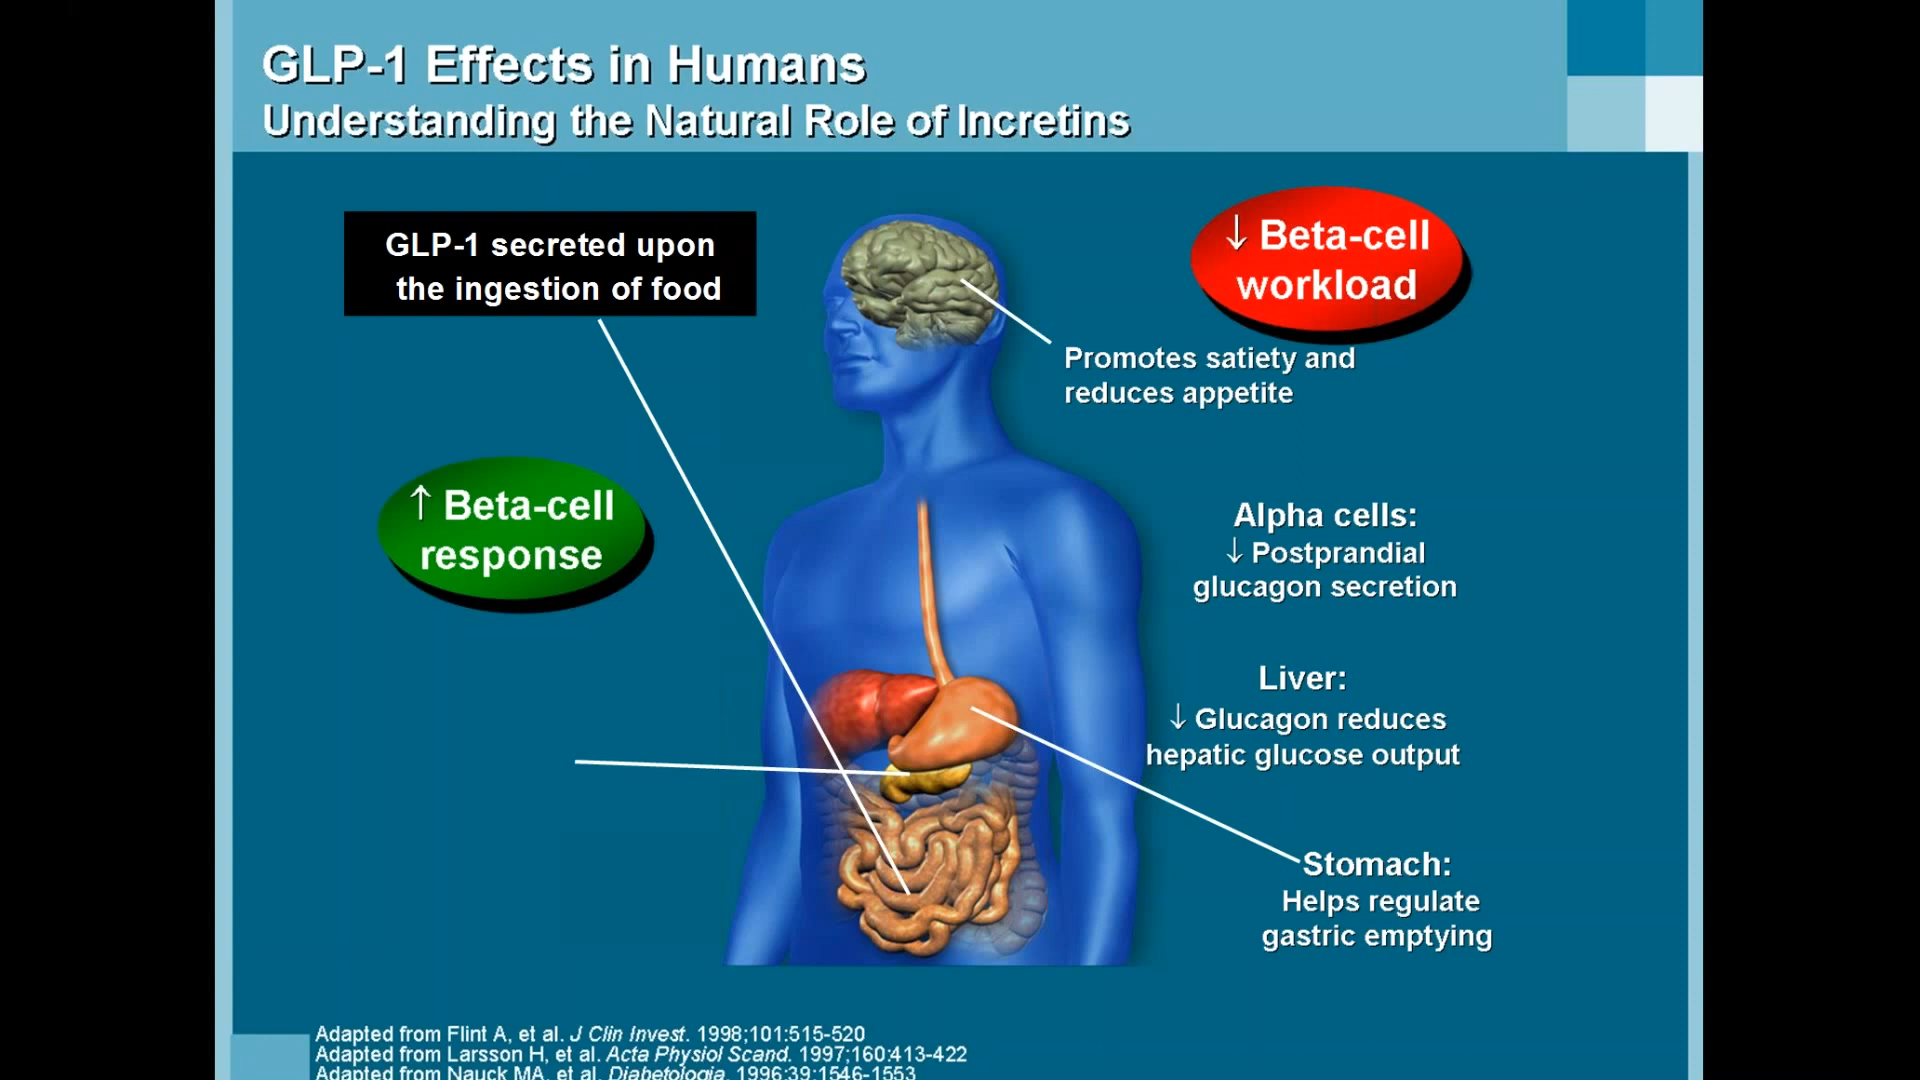 GLP-1 Effects in Humans
Understanding the Natural Role of Incretins
GLP-1 secreted upon
the ingestion of food
↓ Beta-cell
workload
Promotes satiety and
reduces appetite
↑ Beta-cell
response
Alpha cells:
↓ Postprandial
glucagon secretion
Liver:
↓ Glucagon reduces
hepatic glucose output
Stomach:
Helps regulate
gastric emptying
Adapted from Flint A, et al. J Clin Invest. 1998;101:515-520
Adapted from Larsson H, et al. Acta Physiol Scand. 1997;160:413-422
Adapted from Nauck MA, et al. Diabetologia. 1996;39:1546-1553